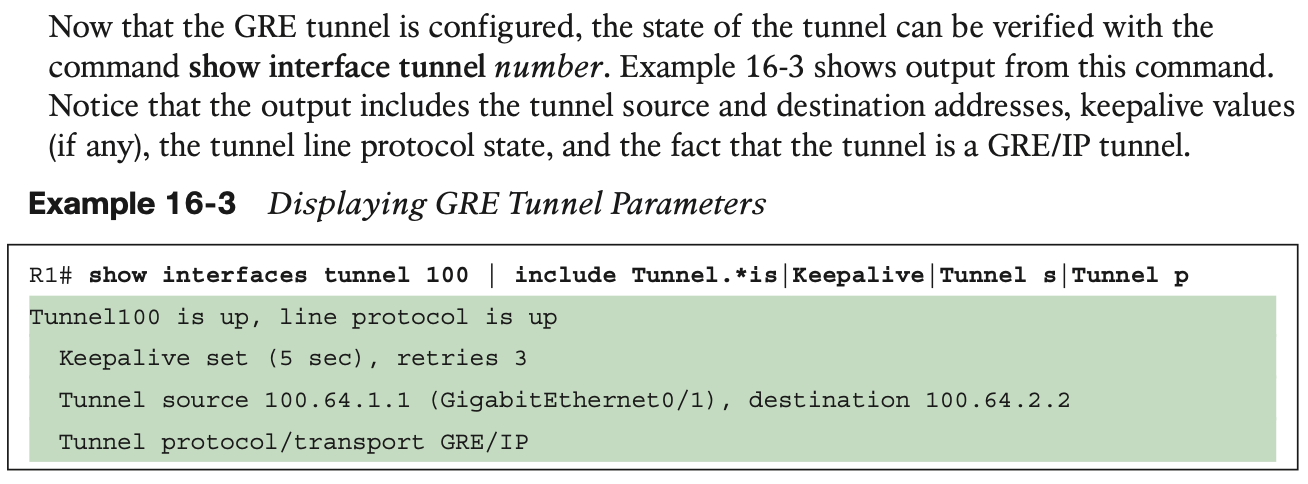 Now that the GRE tunnel is configured, the state of the tunnel can be verified with the
command show interface tunnel number. Example 16-3 shows output from this command.
Notice that the output includes the tunnel source and destination addresses, keepalive values
(if any), the tunnel line protocol state, and the fact that the tunnel is a GRE/IP tunnel.
Example 16-3 Displaying GRE Tunnel Parameters
R1# show interfaces tunnel 100 | include Tunnel.*is|Keepalive|Tunnel s|Tunnel p
Tunnel100 is up, line protocol is up
Keepalive set (5 sec), retries 3
Tunnel source 100.64.1.1 (GigabitEthernet0/1), destination 100.64.2.2
Tunnel protocol/transport GRE/IP